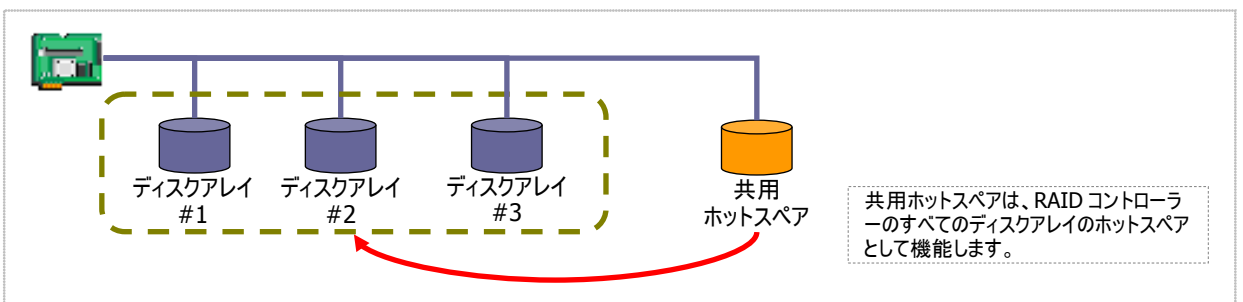 ディスクアレイ
#1
ディスクアレイ
#2
ディスクアレイ
#3
共用
ホットスペア
共用ホットスペアは、RAID コントローラ
ーのすべてのディスクアレイのホットスペア
として機能します。